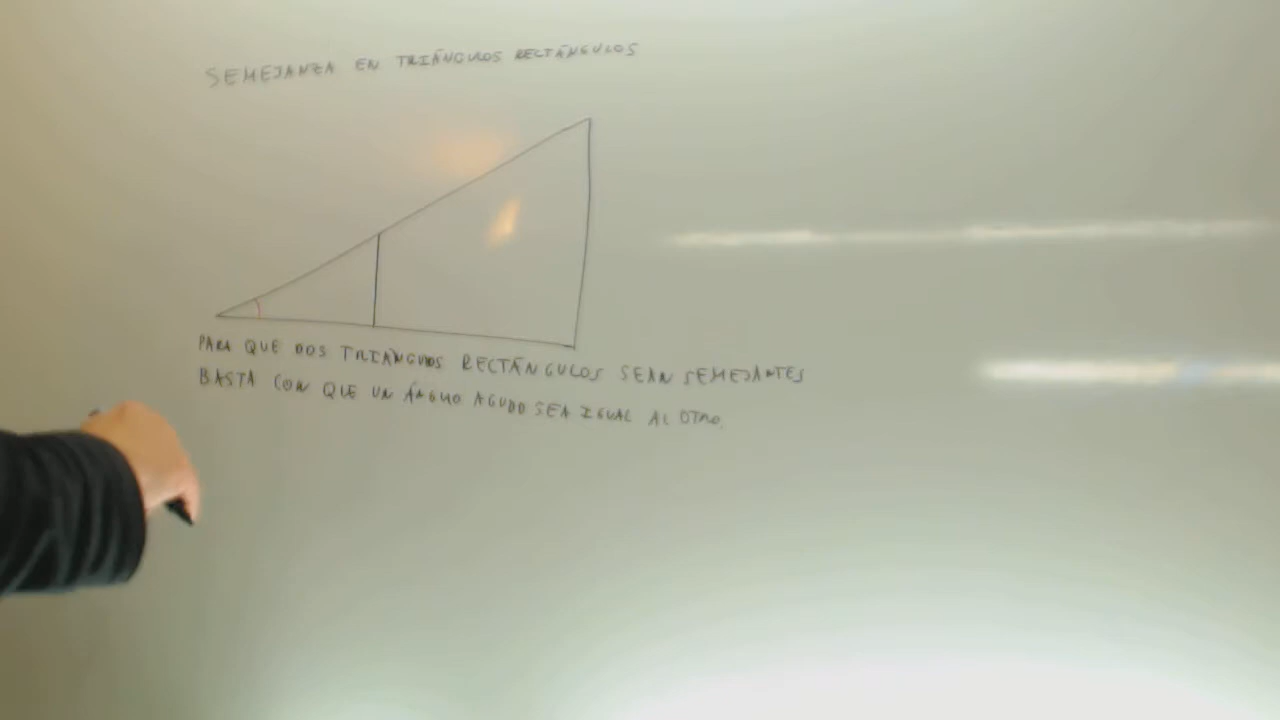 SEMEJANZA EN TRIÁNGULOS RECTÁNGULOS
PARA QUE DOS TRIÁNGULOS RECTÁNGULOS SEAN SEMEJANTES
BASTA CON QUE UN ÁNGULO AGUDO SEA IGUAL AL OTRO.